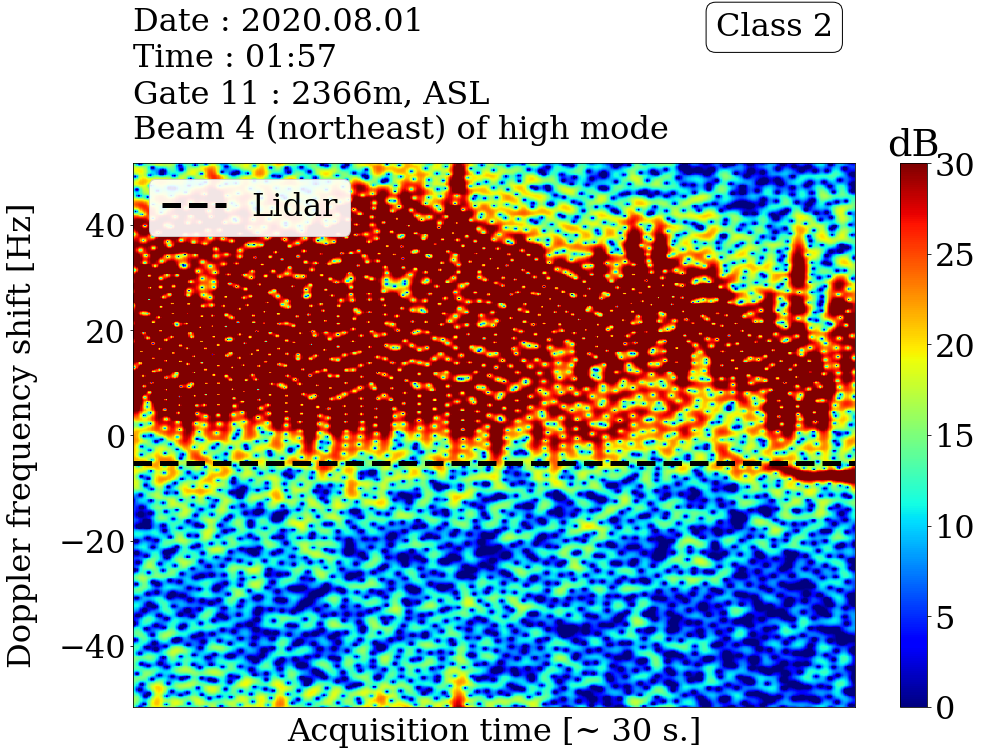 Date : 2020.08.01
Time : 01:57
Gate 11 : 2366m, ASL
Beam 4 (northeast) of high mode
Class 2
dB
Lidar
Doppler frequency shift [Hz]
40
20
0
−20
−40
30
25
20
15
10
5
0
Acquisition time [~ 30 s.]